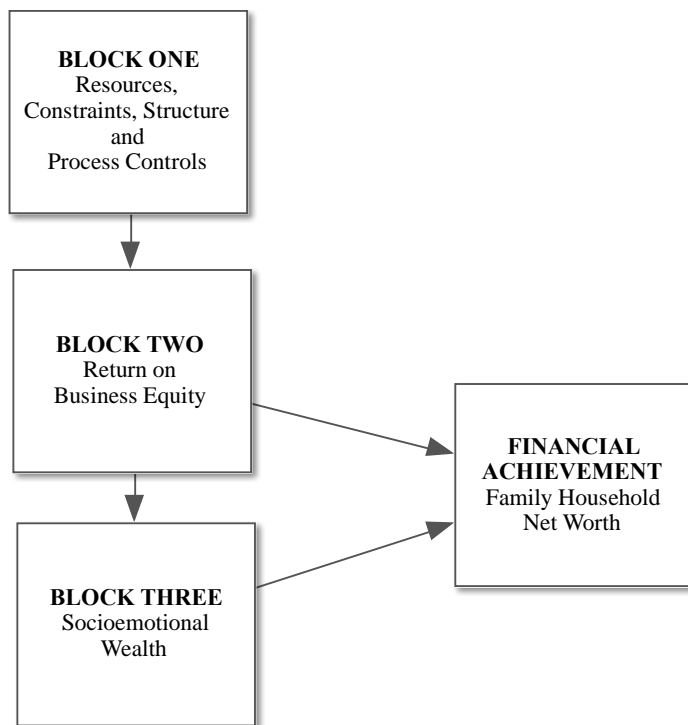 BLOCK ONE
Resources,
Constraints, Structure
and
Process Controls
BLOCK TWO
Return on
Business Equity
FINANCIAL
ACHIEVEMENT
Family Household
Net Worth
BLOCK THREE
Socioemotional
Wealth